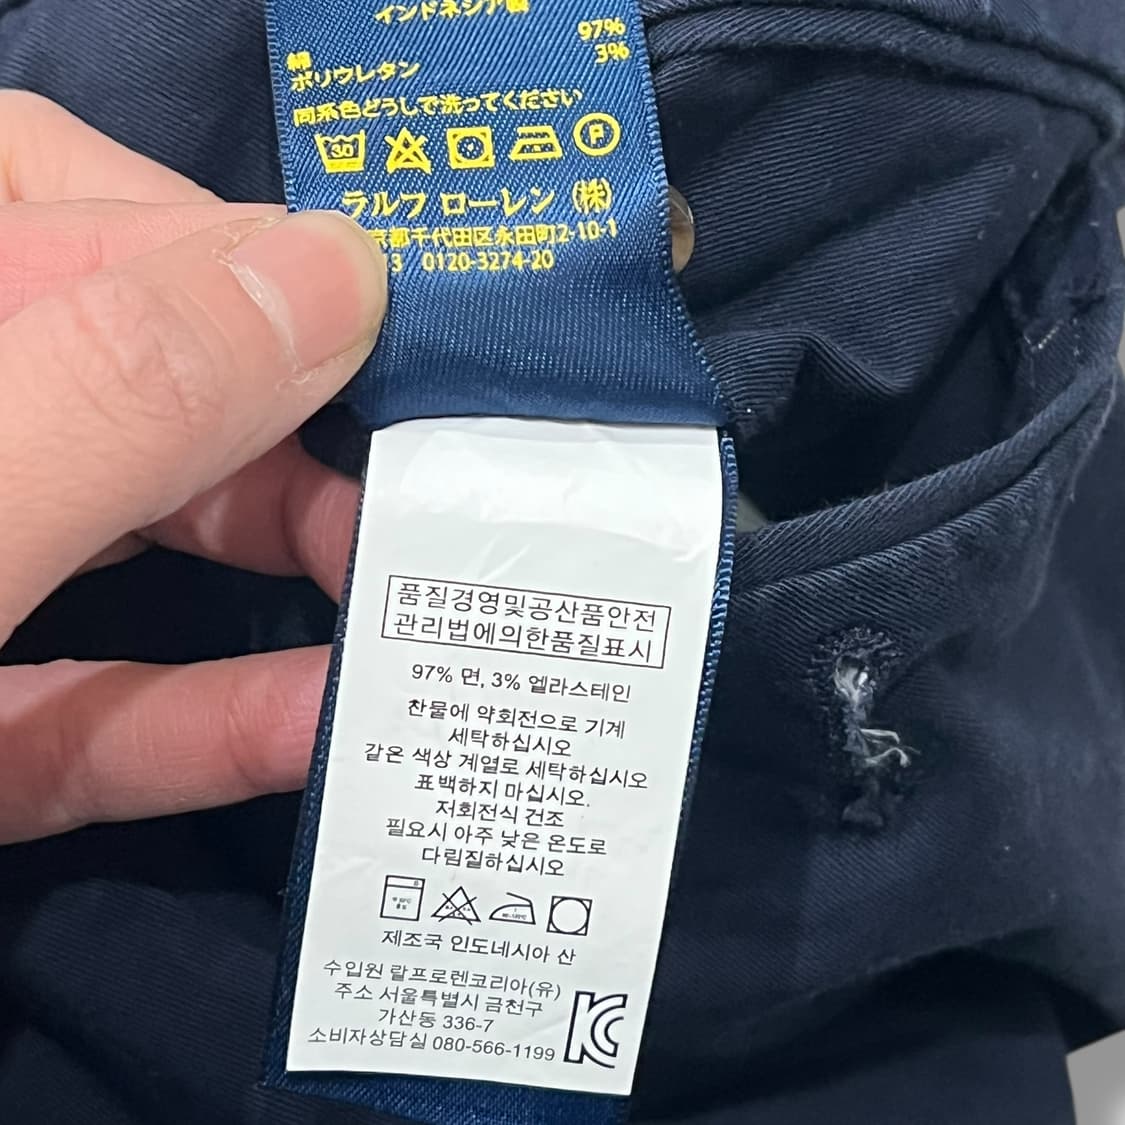 インドネシア製
97%
綿 3%
ポリウレタン
同系色どうしで洗ってください
30 P
ラルフ ローレン (株)
京都千代田区永田町2-10-1
3 0120-3274-20
품질경영및공산품안전
관리법에의한품질표시
97% 면, 3% 엘라스테인
찬물에 약회전으로 기계
세탁하십시오
같은 색상 계열로 세탁하십시오
표백하지 마십시오.
저회전식 건조
필요시 아주 낮은 온도로
다림질하십시오
제조국 인도네시아 산
수입원 랄프로렌코리아(유)
주소 서울특별시 금천구
가산동 336-7
소비자상담실 080-566-1199
KC